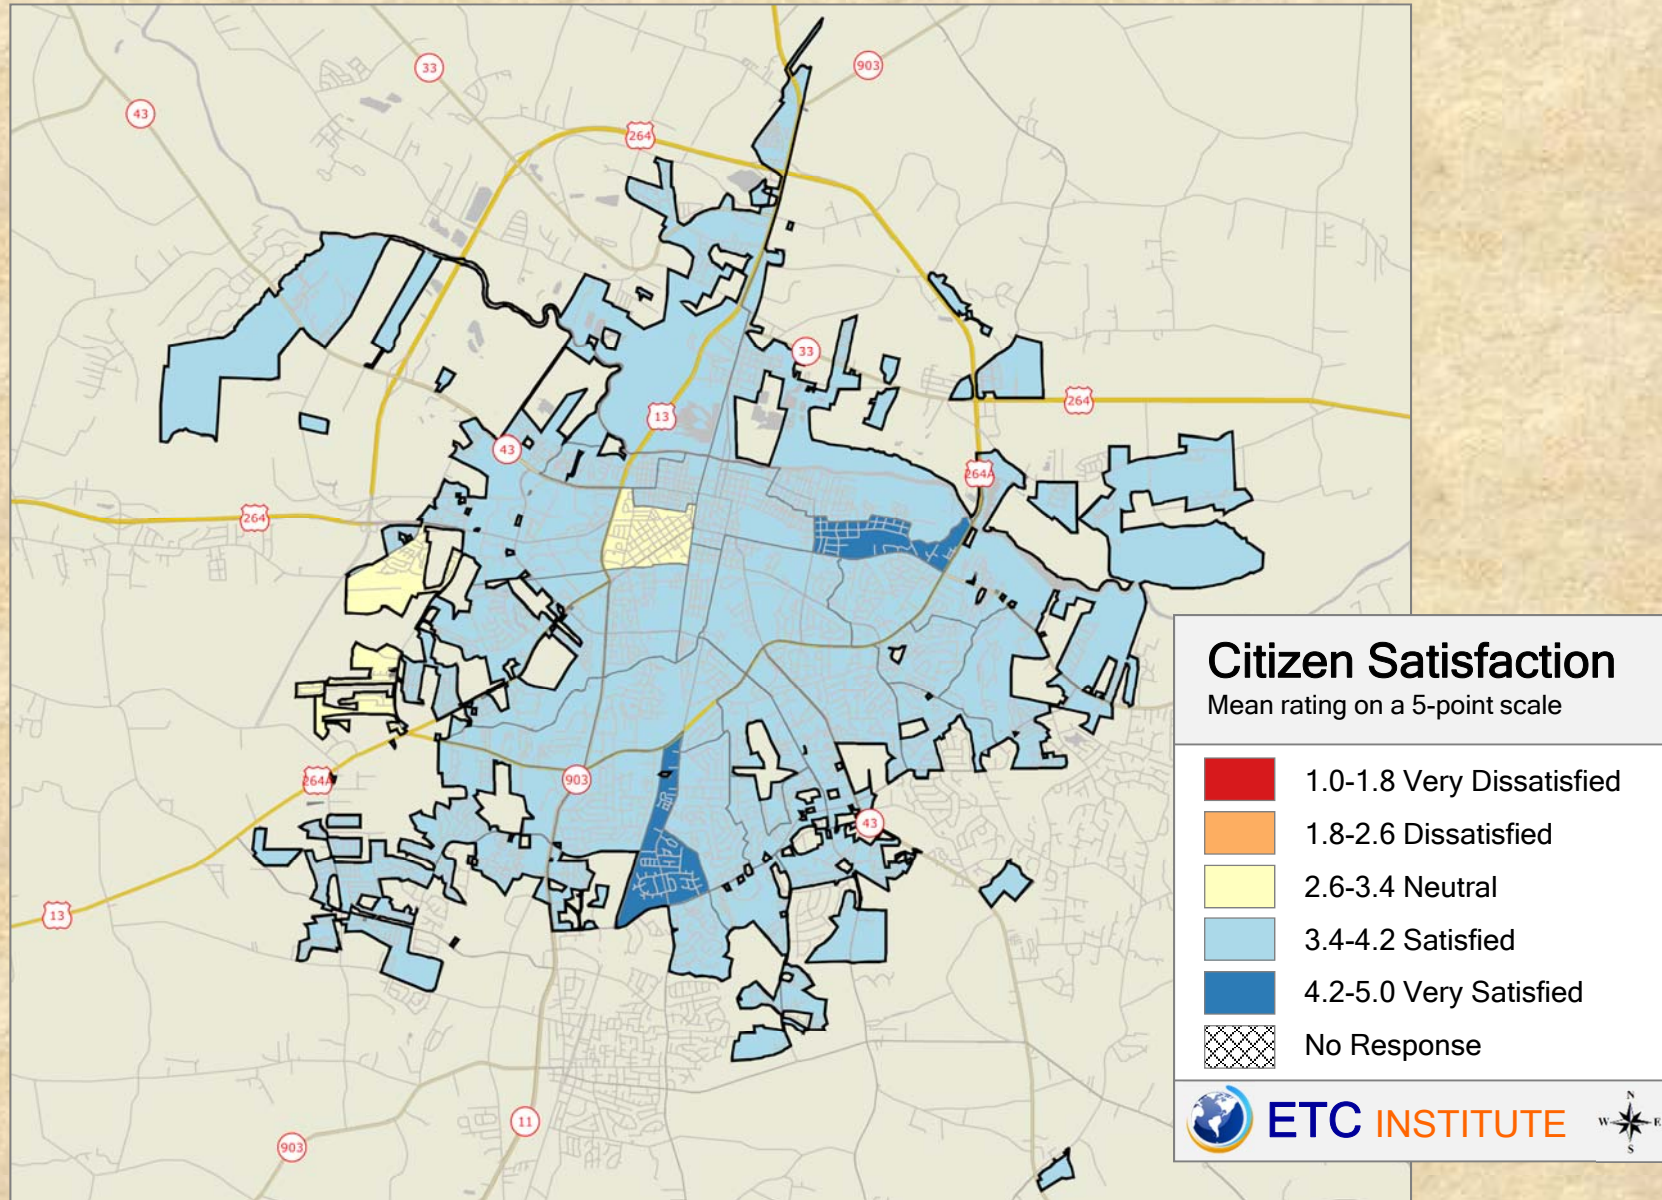 903
33
43
264
33
264
13
43
264A
264
Citizen Satisfaction
Mean rating on a 5-point scale
264A
903
1.0-1.8 Very Dissatisfied
43
1.8-2.6 Dissatisfied
2.6-3.4 Neutral
13
3.4-4.2 Satisfied
4.2-5.0 Very Satisfied
No Response
11
903
ETC INSTITUTE
N
W E
S